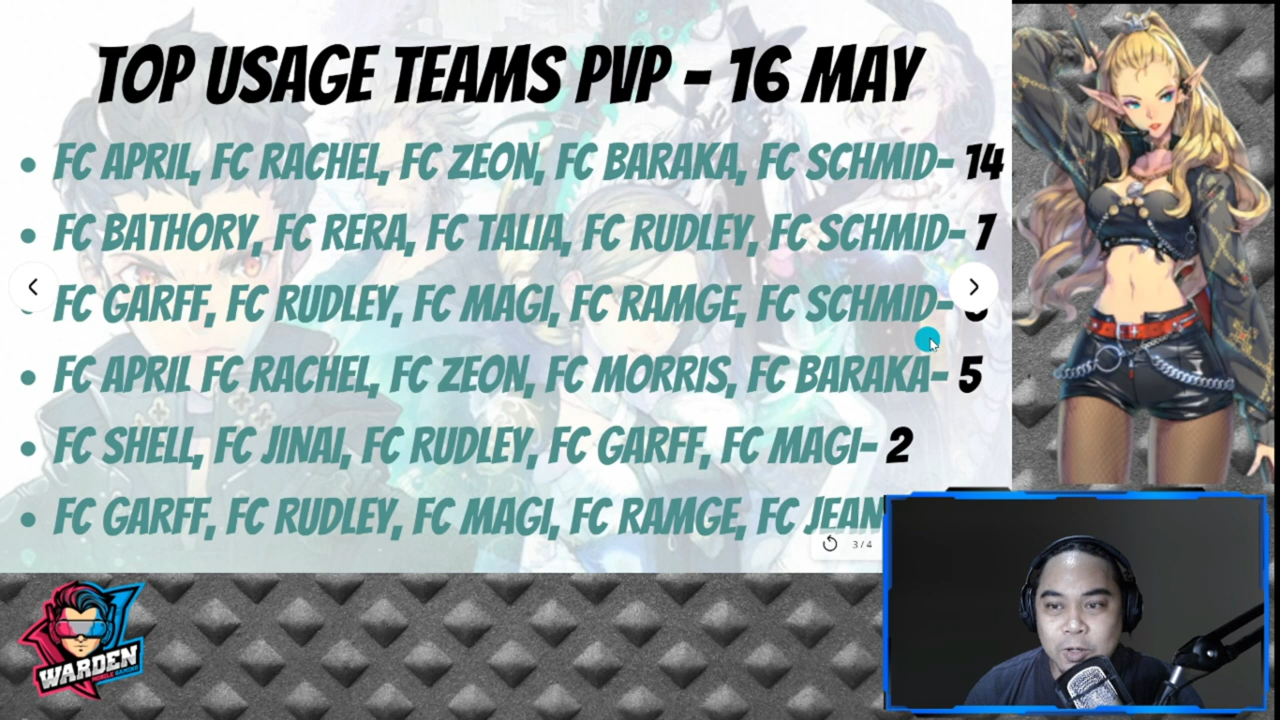 TOP USAGE TEAMS PVP - 16 MAY
• FC APRIL, FC RACHEL, FC ZEON, FC BARAKA, FC SCHMID- 14
• FC BATHORY, FC RERA, FC TALIA, FC RUDLEY, FC SCHMID- 7
FC GARFF, FC RUDLEY, FC MAGI, FC RAMGE, FC SCHMID-
• FC APRIL FC RACHEL, FC ZEON, FC MORRIS, FC BARAKA- 5
• FC SHELL, FC JINAI, FC RUDLEY, FC GARFF, FC MAGI- 2
• FC GARFF, FC RUDLEY, FC MAGI, FC RAMGE, FC JEAN
3/4
WARDEN
MOBILE GAMING